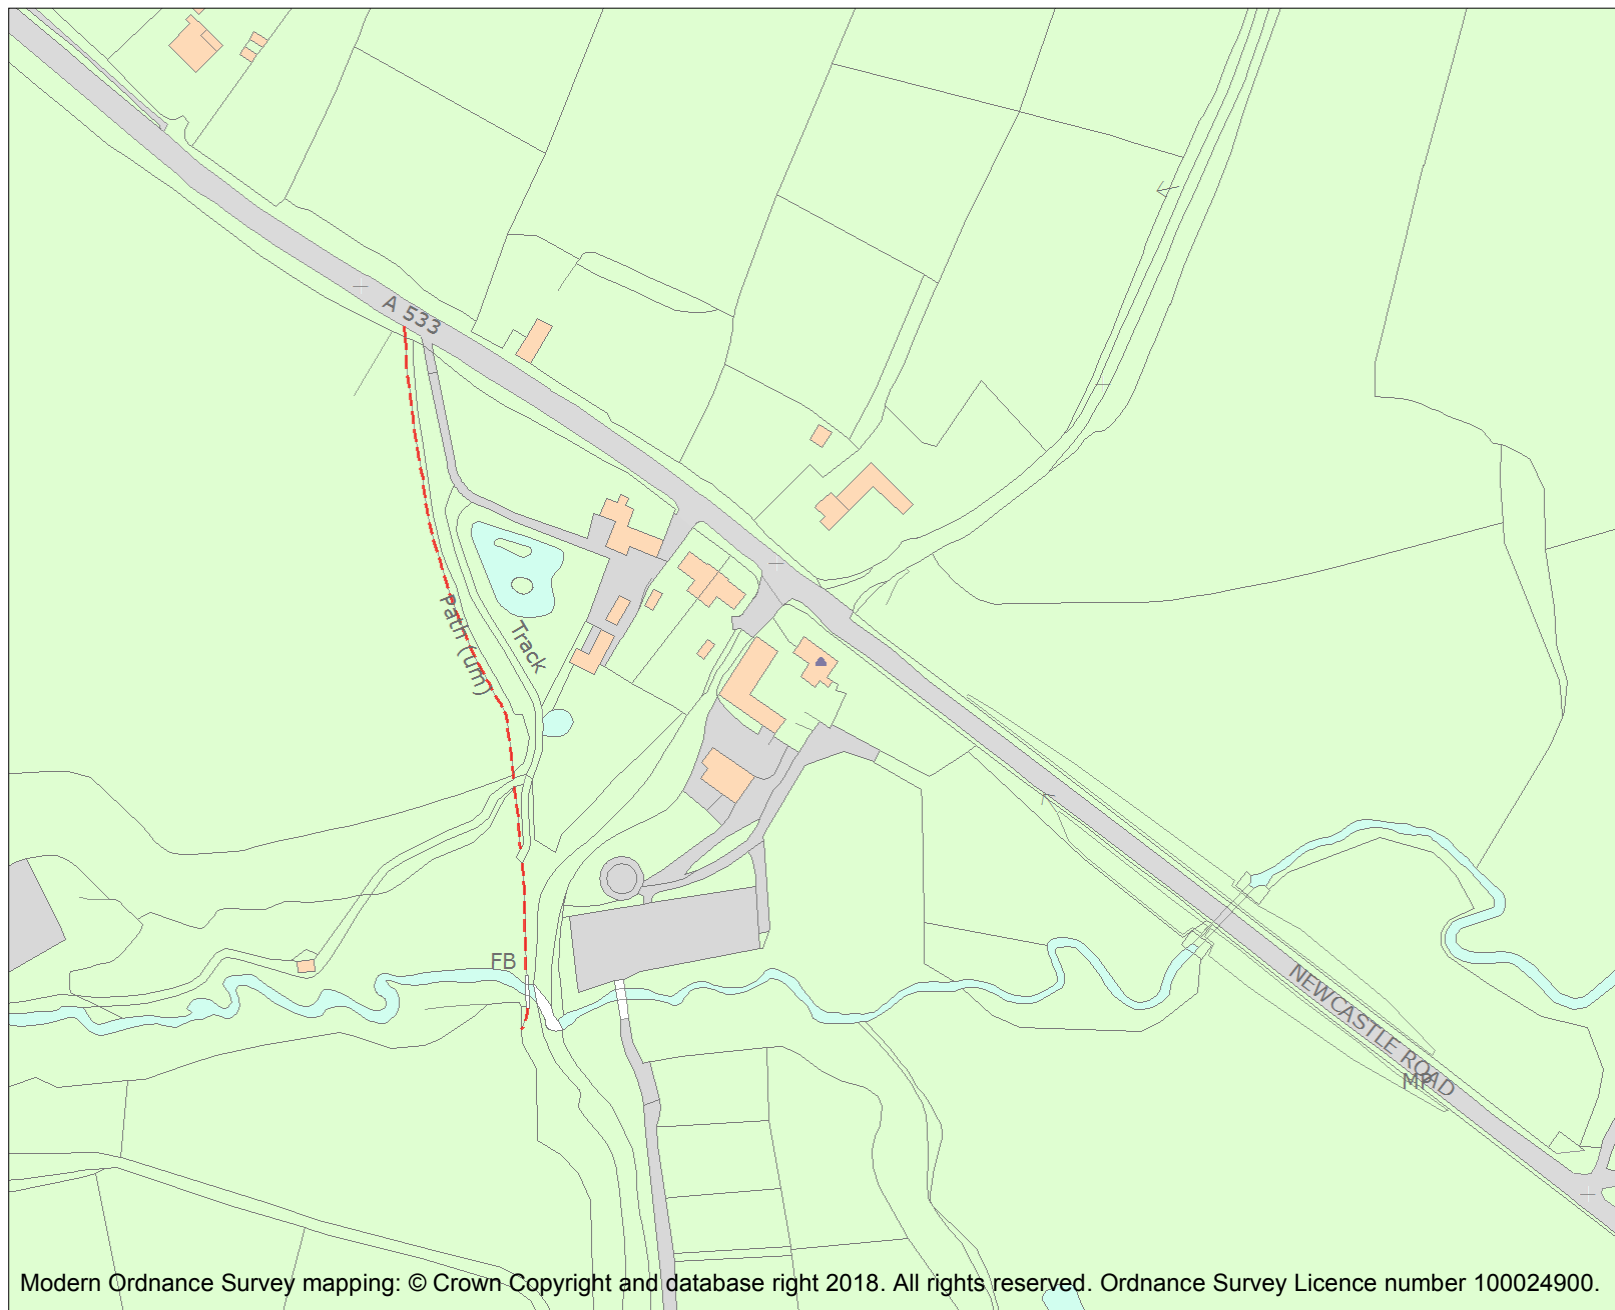 A 533
Path (um)
Track
FB
NEWCASTLE ROAD
MP
Modern Ordnance Survey mapping: © Crown Copyright and database right 2018. All rights reserved. Ordnance Survey Licence number 100024900.